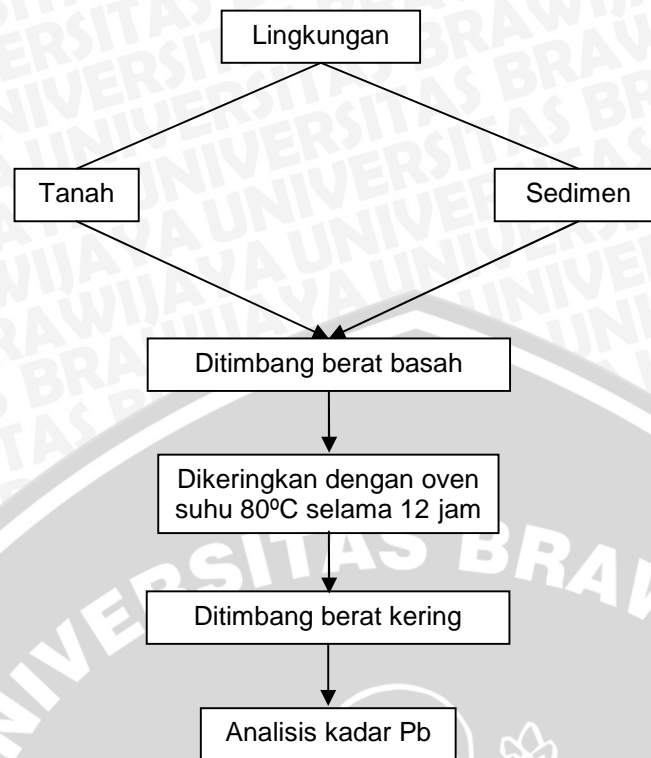 Lingkungan
Tanah
Sedimen
Ditimbang berat basah
Dikeringkan dengan oven
suhu 80ºC selama 12 jam
Ditimbang berat kering
Analisis kadar Pb